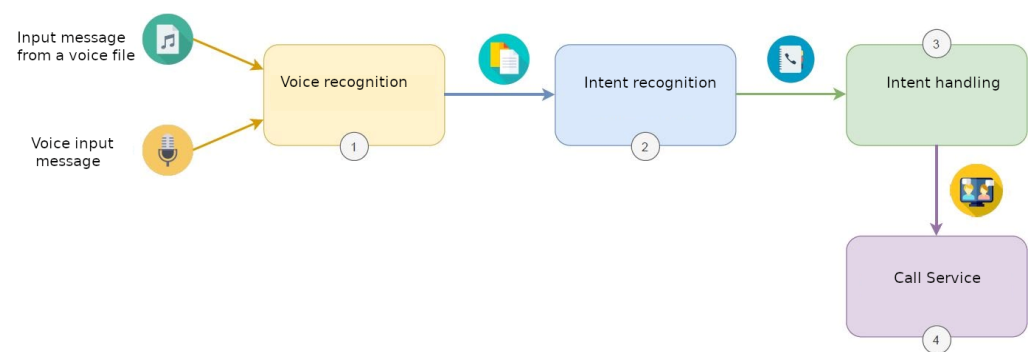 Input message
from a voice file
Voice input
message
Voice recognition
1
Intent recognition
2
3
Intent handling
Call Service
4